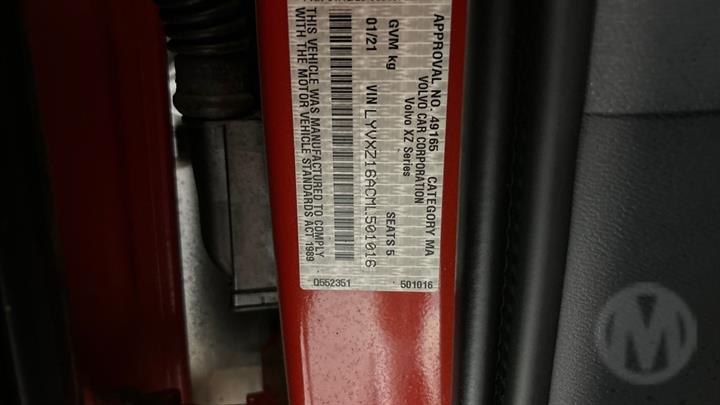 APPROVAL NO. 49165 CATEGORY MA
VOLVO CAR CORPORATION
Volvo XZ Series
GVM kg SEATS 5
01/21 VIN LYVXZ16ACML501016
THIS VEHICLE WAS MANUFACTURED TO COMPLY
WITH THE MOTOR VEHICLE STANDARDS ACT 1989
Q552351 501016
M